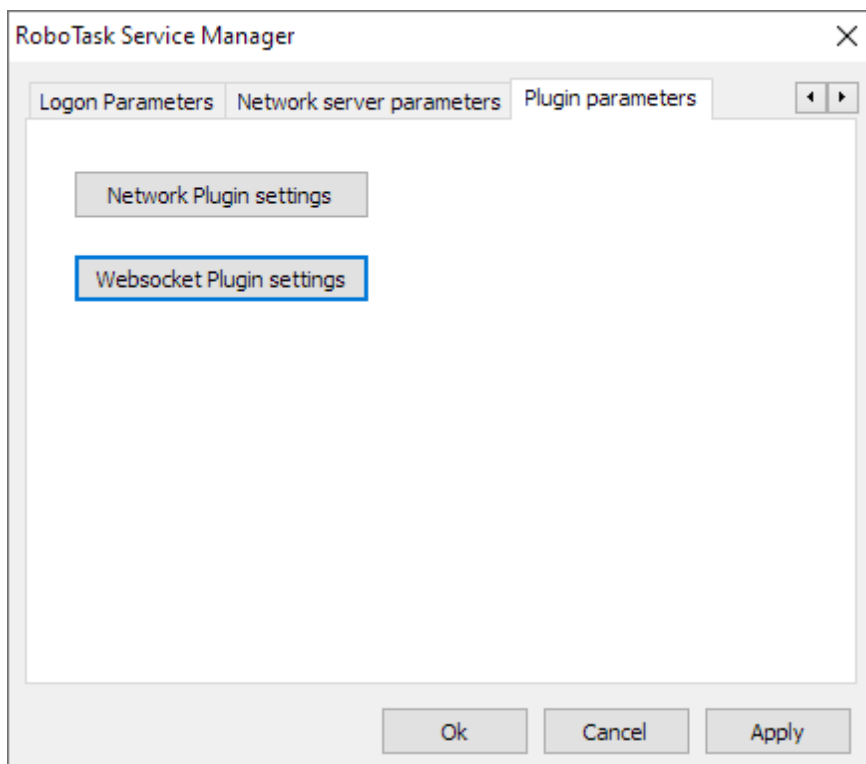 RoboTask Service Manager
Logon Parameters Network server parameters Plugin parameters
Network Plugin settings
Websocket Plugin settings
Ok Cancel Apply